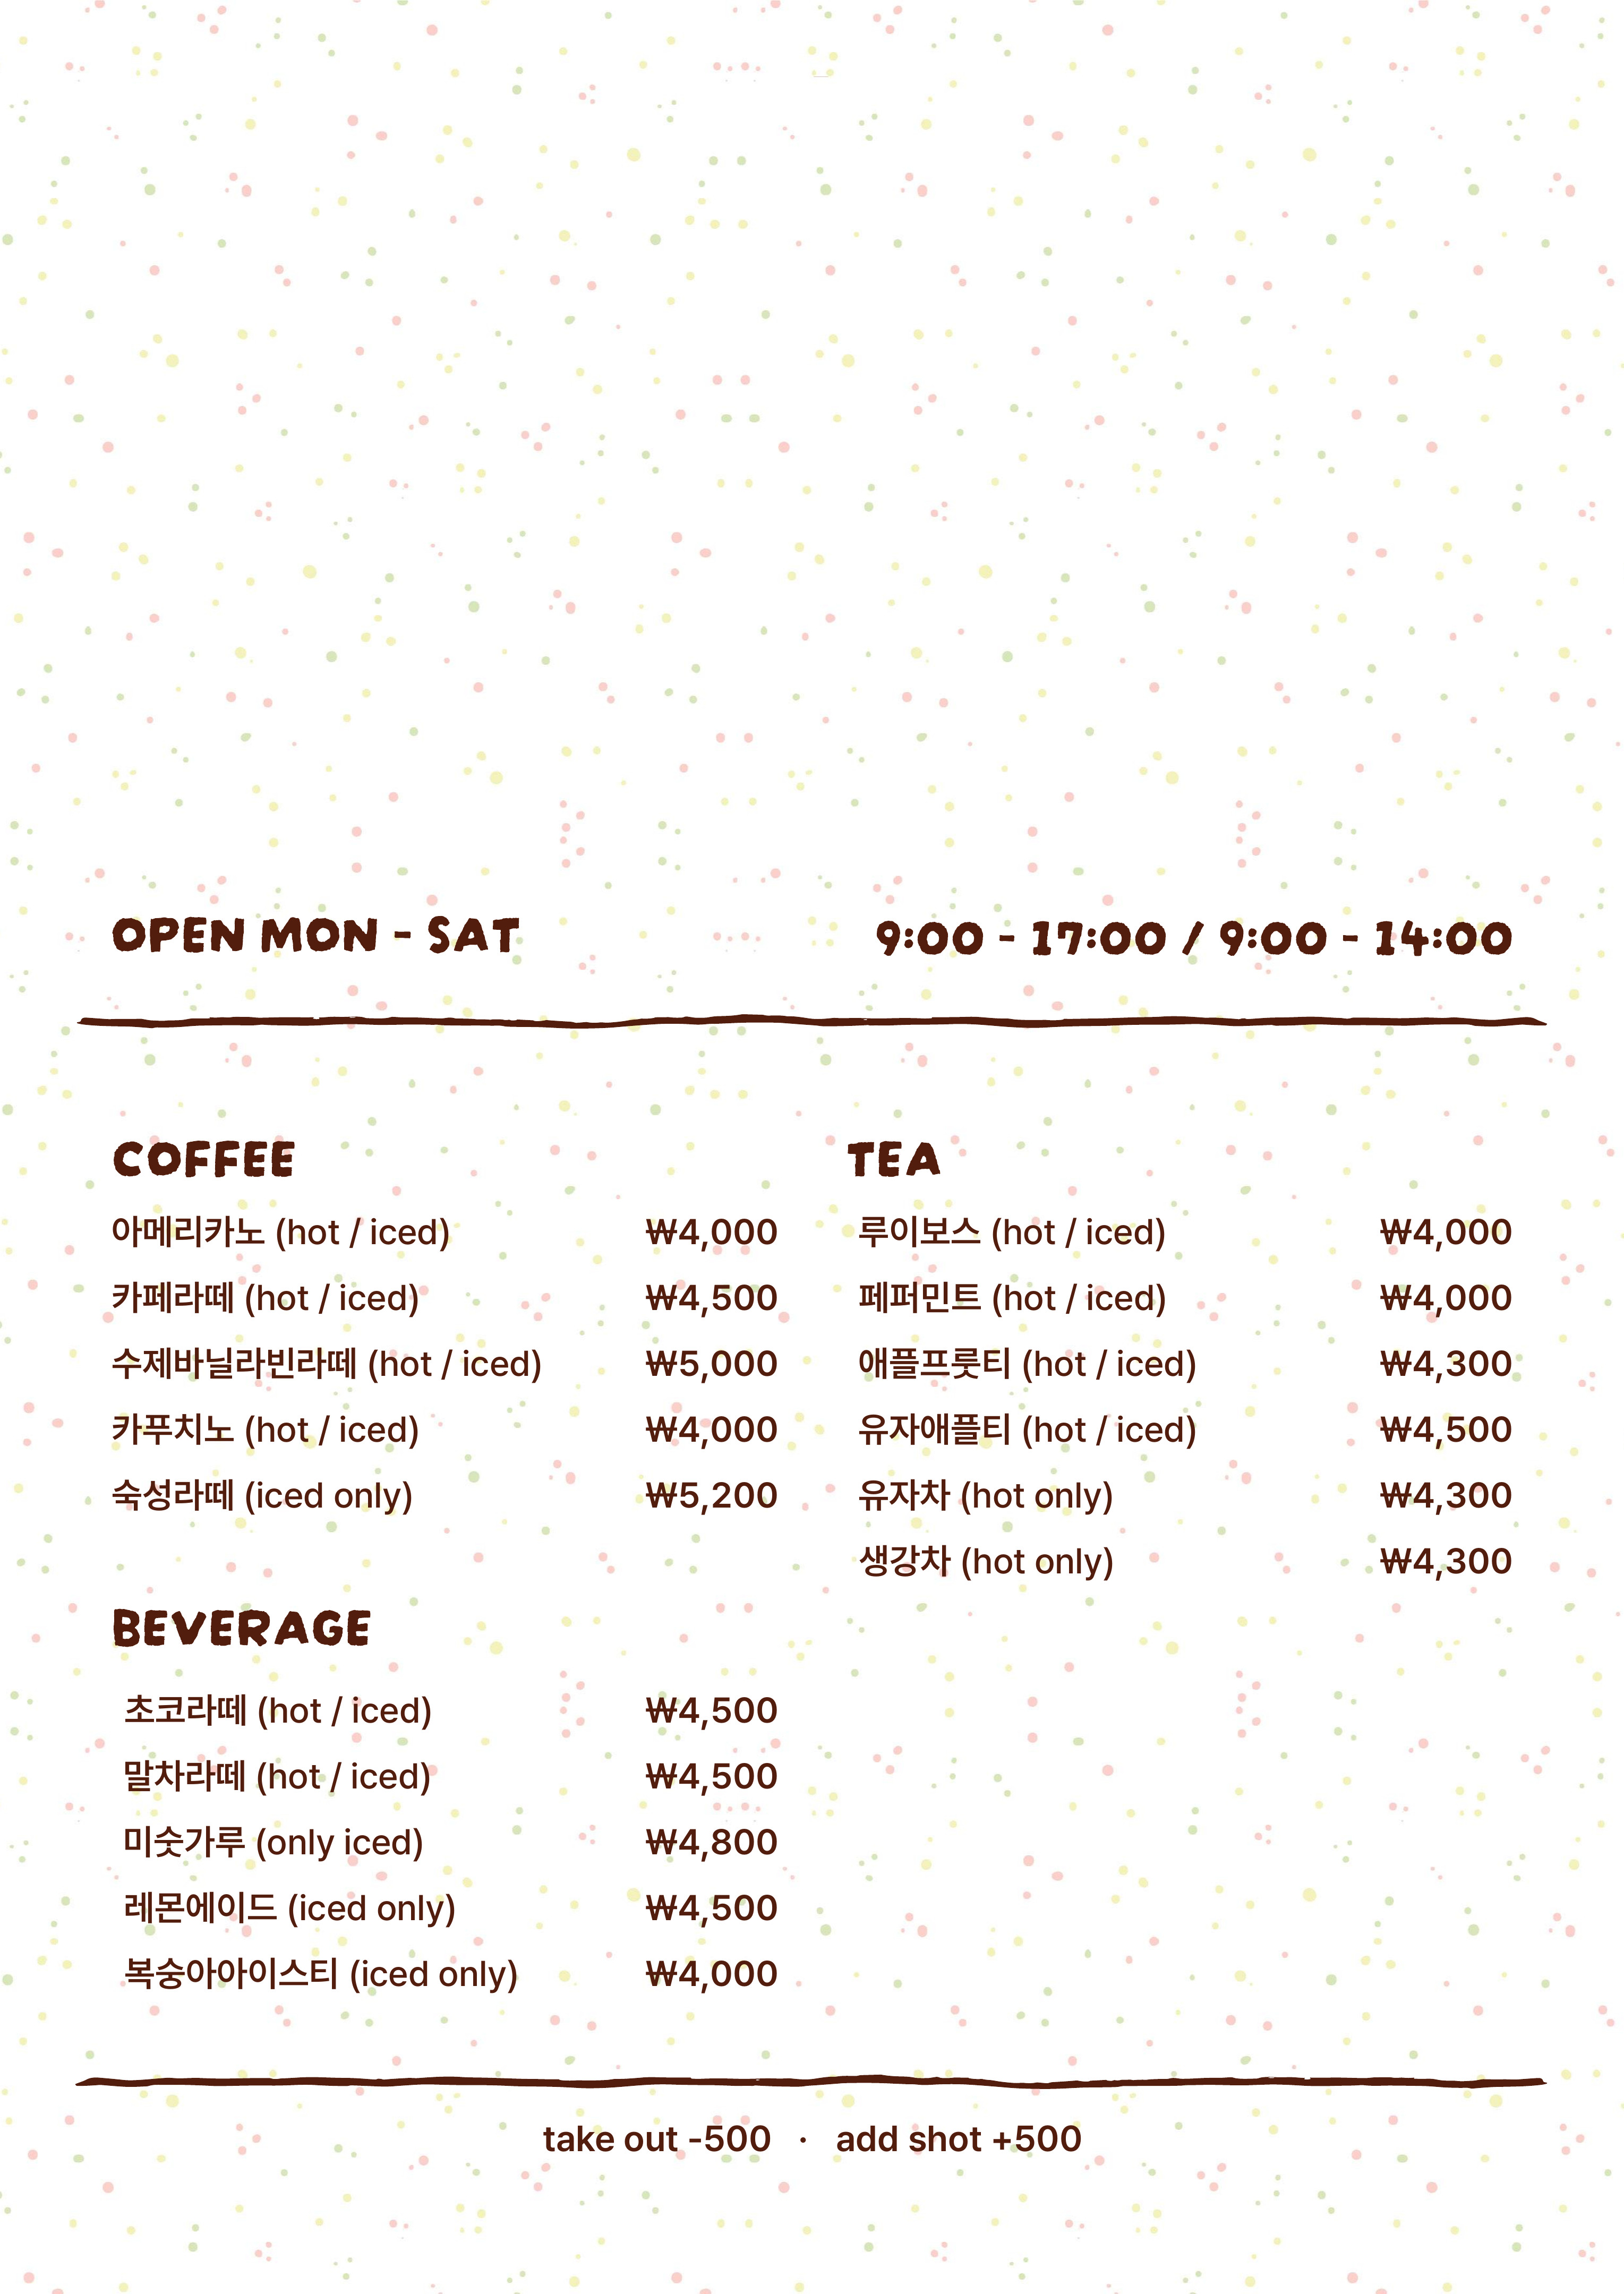 OPEN MON - SAT
9:00 - 17:00 / 9:00 - 14:00
COFFEE
아메리카노 (hot / iced) ₩4,000
카페라떼 (hot / iced) ₩4,500
수제바닐라빈라떼 (hot / iced) ₩5,000
카푸치노 (hot / iced) ₩4,000
숙성라떼 (iced only) ₩5,200
BEVERAGE
초코라떼 (hot / iced) ₩4,500
말차라떼 (hot / iced) ₩4,500
미숫가루 (only iced) ₩4,800
레몬에이드 (iced only) ₩4,500
복숭아아이스티 (iced only) ₩4,000
TEA
루이보스 (hot / iced) ₩4,000
페퍼민트 (hot / iced) ₩4,000
애플프룻티 (hot / iced) ₩4,300
유자애플티 (hot / iced) ₩4,500
유자차 (hot only) ₩4,300
생강차 (hot only) ₩4,300
take out -500 · add shot +500